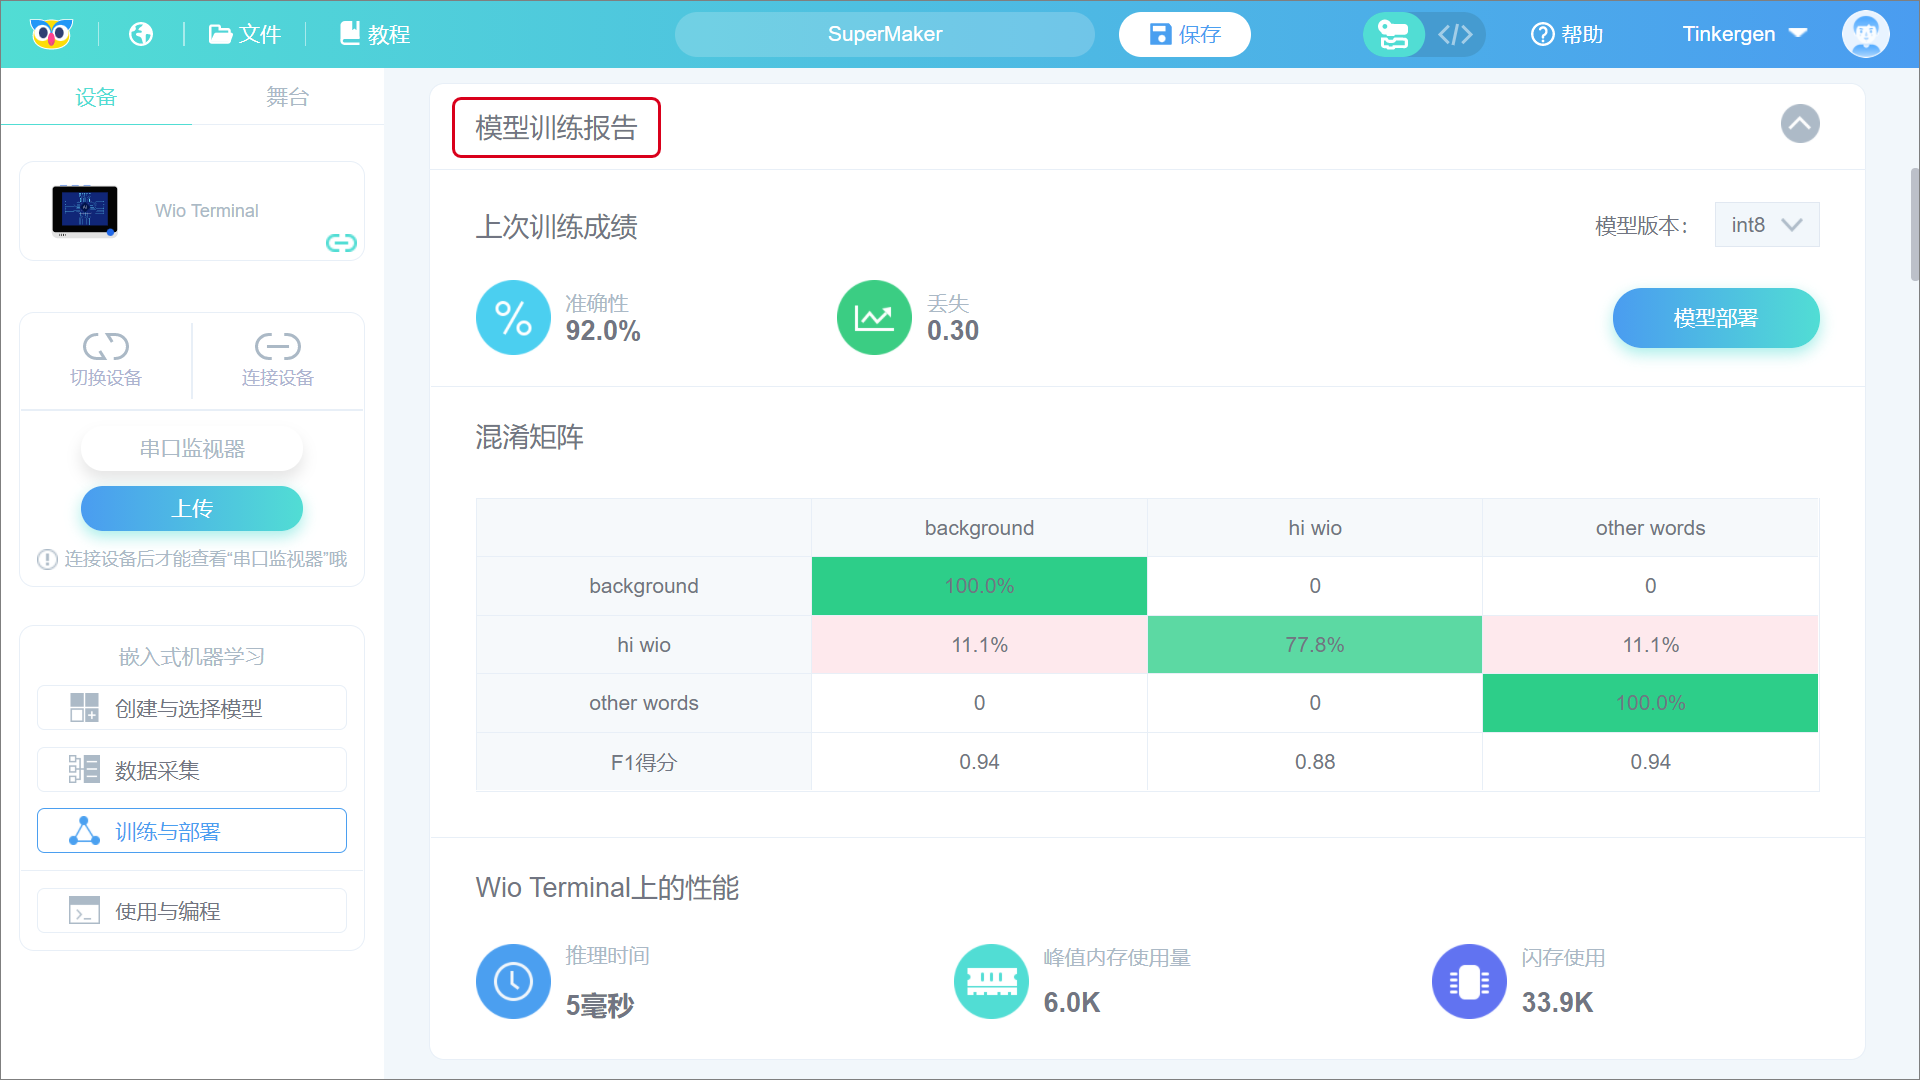 文件 教程 SuperMaker 保存 </> 帮助 Tinkergen
设备 舞台
Wio Terminal
切换设备 连接设备
串口监视器
上传
连接设备后才能查看“串口监视器”哦
嵌入式机器学习
创建与选择模型
数据采集
训练与部署
使用与编程
模型训练报告
上次训练成绩
模型版本： int8
准确性
92.0%
丢失
0.30
模型部署
混淆矩阵
background hi wio other words
background 100.0% 0 0
hi wio 11.1% 77.8% 11.1%
other words 0 0 100.0%
F1得分 0.94 0.88 0.94
Wio Terminal上的性能
推理时间
5毫秒
峰值内存使用量
6.0K
闪存使用
33.9K